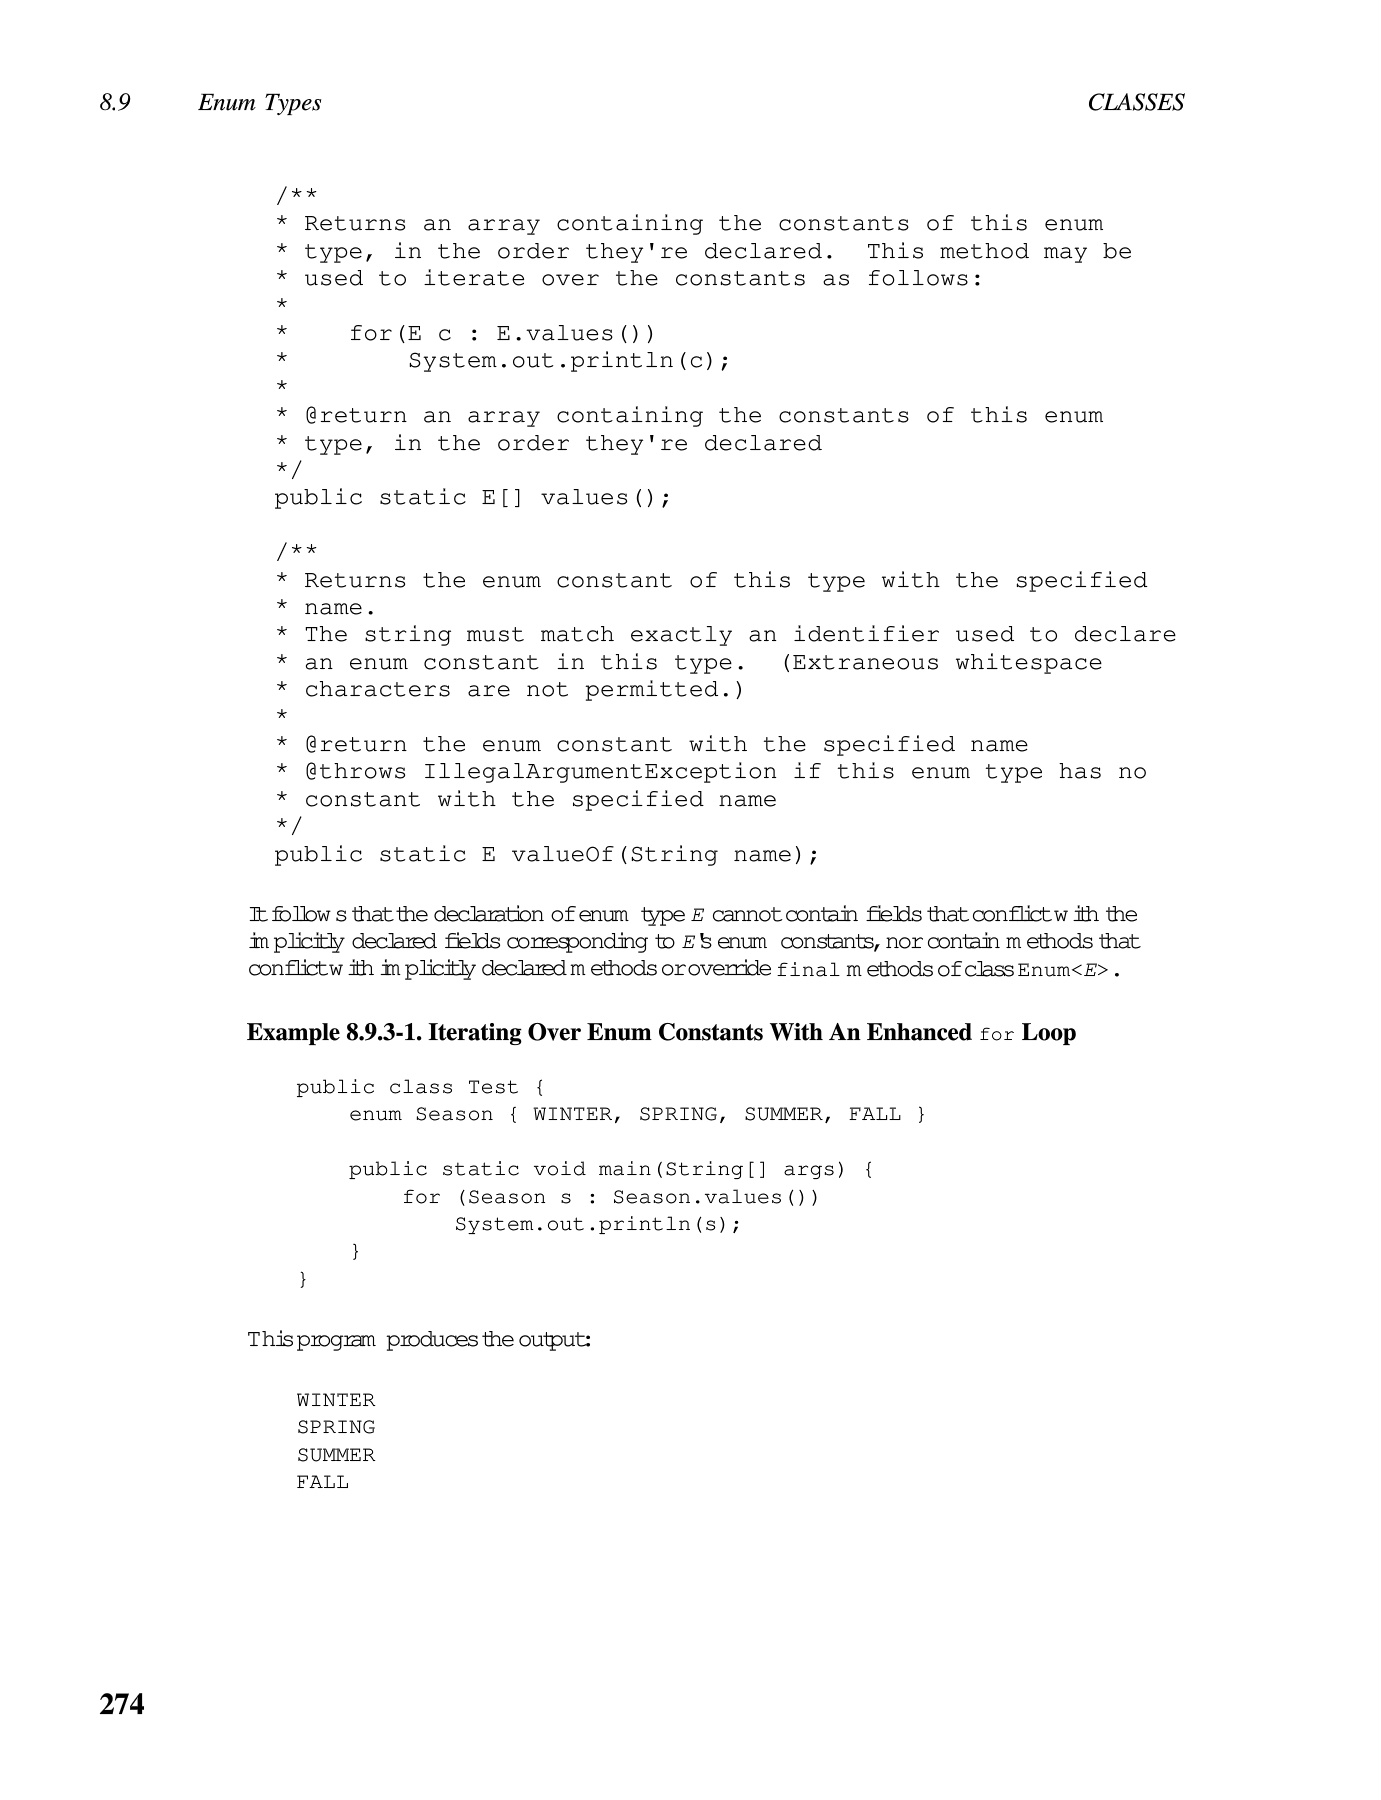 8.9 Enum Types CLASSES
/**
* Returns an array containing the constants of this enum
* type, in the order they're declared.  This method may be
* used to iterate over the constants as follows:
*
*    for(E c : E.values())
*        System.out.println(c);
*
* @return an array containing the constants of this enum
* type, in the order they're declared
*/
public static E[] values();
/**
* Returns the enum constant of this type with the specified
* name.
* The string must match exactly an identifier used to declare
* an enum constant in this type.  (Extraneous whitespace
* characters are not permitted.)
*
* @return the enum constant with the specified name
* @throws IllegalArgumentException if this enum type has no
* constant with the specified name
*/
public static E valueOf(String name);
It follows that the declaration of enum type E cannot contain fields that conflict with the
implicitly declared fields corresponding to E's enum constants, nor contain methods that
conflict with implicitly declared methods or override final methods of class Enum<E>.
Example 8.9.3-1. Iterating Over Enum Constants With An Enhanced for Loop
public class Test {
    enum Season { WINTER, SPRING, SUMMER, FALL }
    public static void main(String[] args) {
        for (Season s : Season.values())
            System.out.println(s);
    }
}
This program produces the output:
WINTER
SPRING
SUMMER
FALL
274